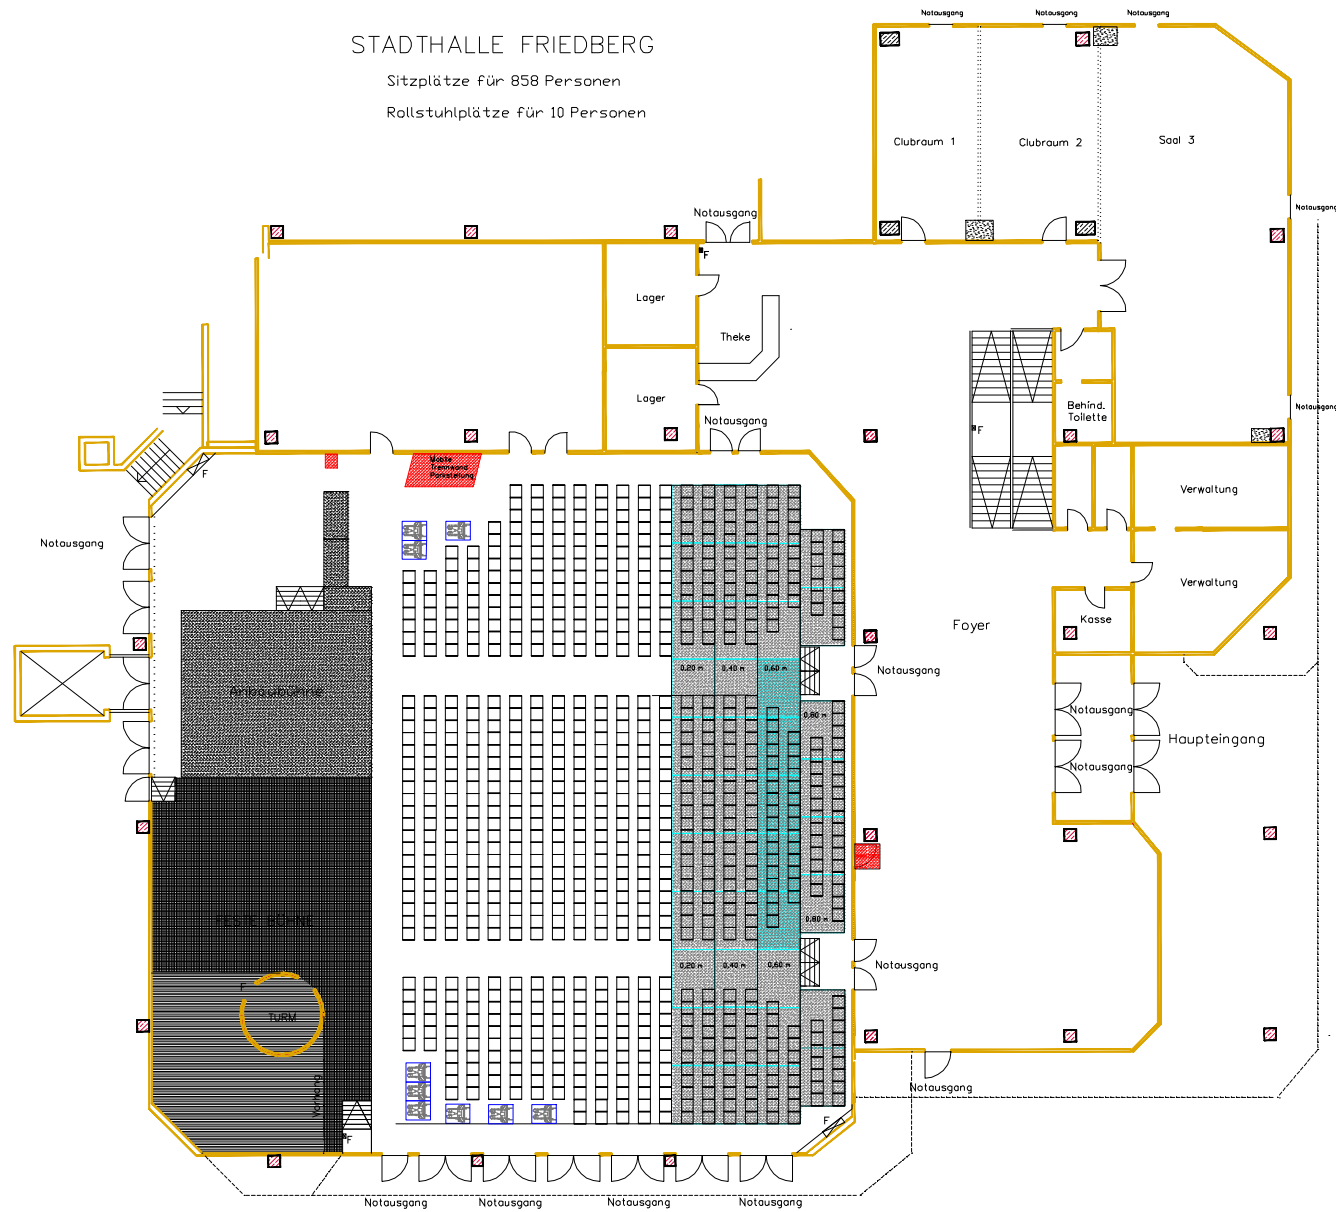 Notausgang
Notausgang
Notausgang
STADTHALLE FRIEDBERG
Sitzplätze für 858 Personen
Rollstuhlplätze für 10 Personen
Clubraum 1
Clubraum 2
Saal 3
Notausgang
Notausgang
F
Lager
Theke
Lager
Behind.
Toilette
Notausgang
Notausgang
F
Mobile
Trennwand
Parkstellung
F
Verwaltung
Notausgang
Verwaltung
Kasse
Foyer
0,20 m
0,40 m
0,60 m
Notausgang
Anbaubühne
0,80 m
Notausgang
Haupteingang
Notausgang
FESTE BÜHNE
0,80 m
0,20 m
0,40 m
0,60 m
Notausgang
F
TURM
Vorhang
Notausgang
F
F
Notausgang
Notausgang
Notausgang
Notausgang